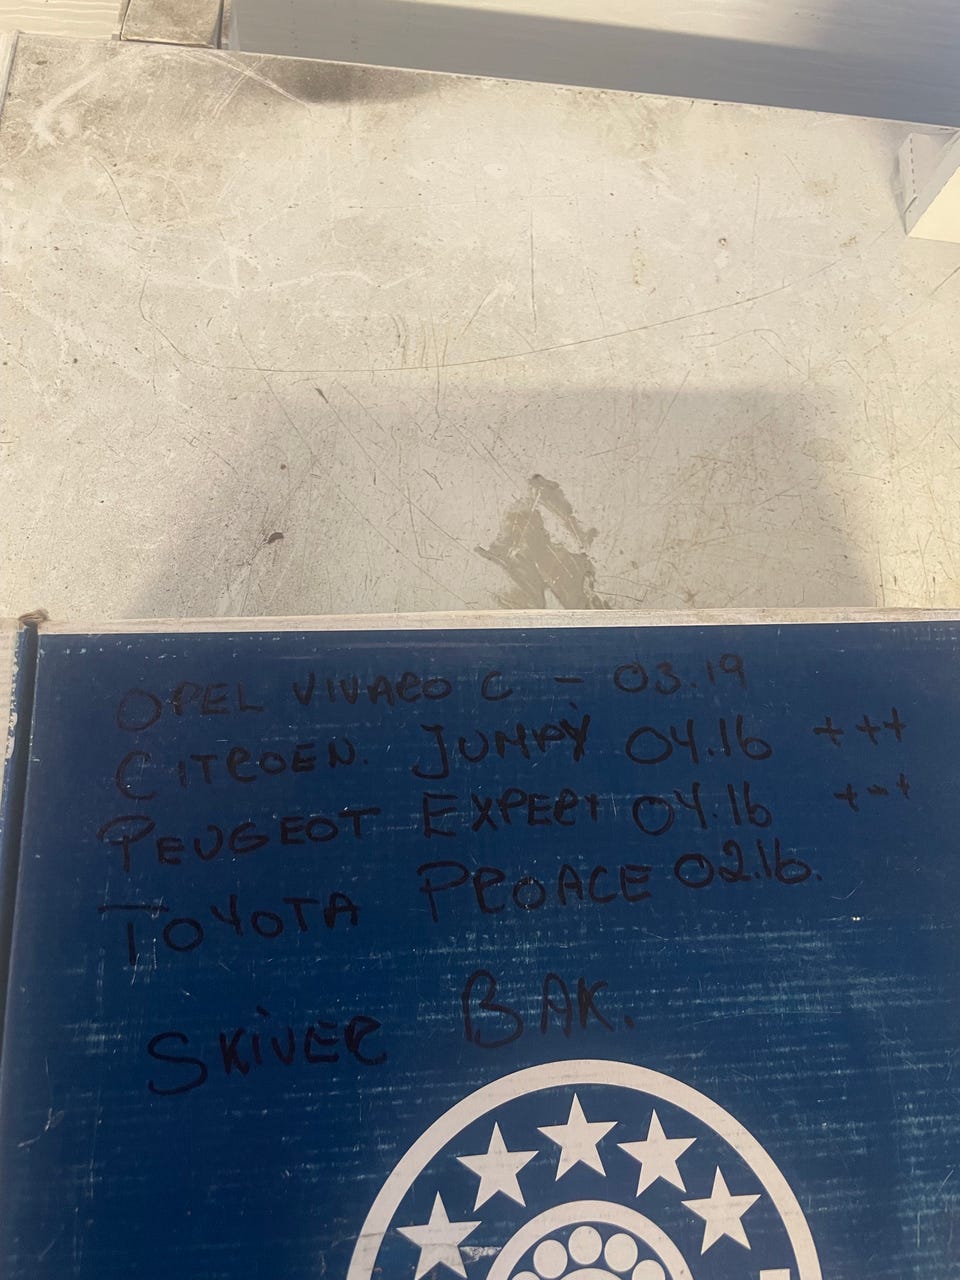 OPEL VIVARO C - 03.19
CITROEN. JUMPY 04.16 +++
PEUGEOT EXPERT 04.16 +-+
TOYOTA PROACE 02.16.
SKIVER BAK.